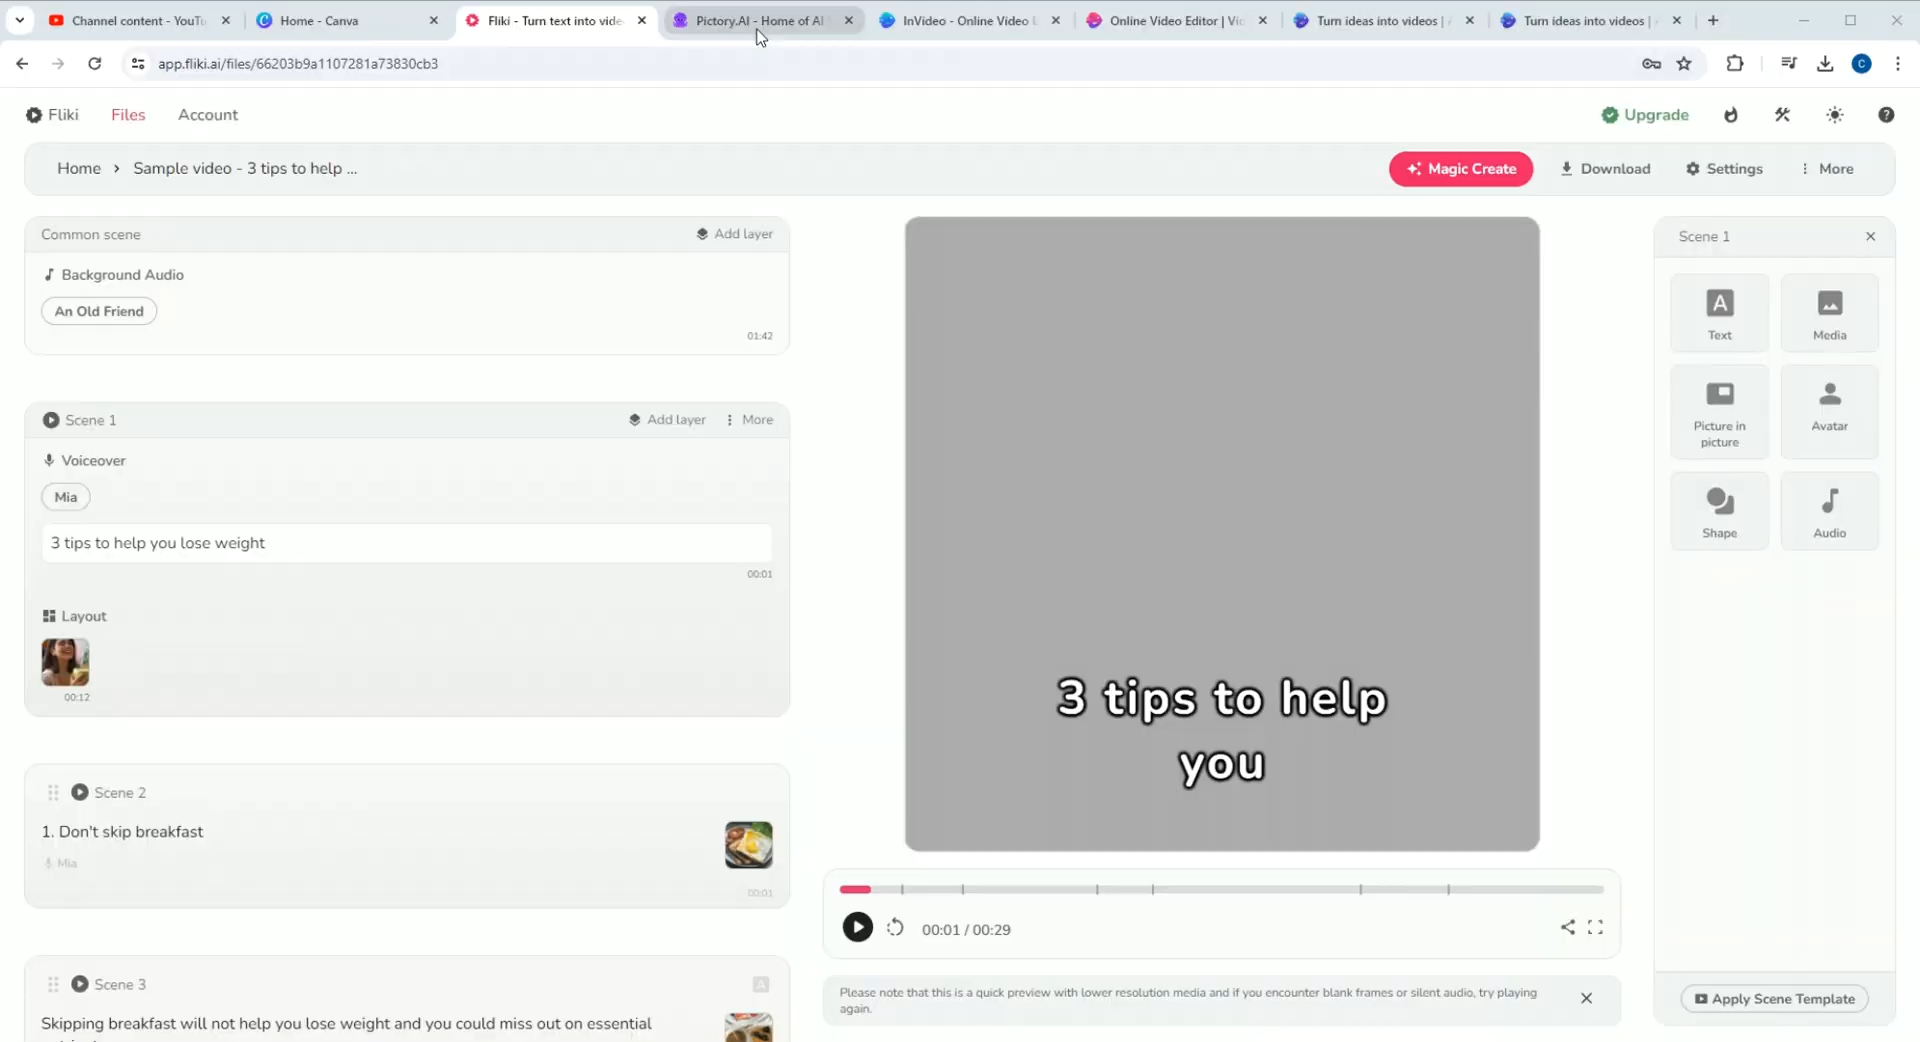 Channel content - YouTu
Home - Canva
Fliki - Turn text into vide
Pictory.AI - Home of AI
InVideo - Online Video
Online Video Editor | Vi
Turn ideas into videos |
Turn ideas into videos |
app.fliki.ai/files/66203b9a1107281a73830cb3
C
Fliki
Files
Account
Upgrade
Home > Sample video - 3 tips to help ...
Magic Create
Download
Settings
More
Common scene
Add layer
Background Audio
An Old Friend
01:42
Scene 1
Add layer
More
Voiceover
Mia
3 tips to help you lose weight
00:01
Layout
00:12
Scene 2
1. Don't skip breakfast
Mia
00:01
Scene 3
A
Skipping breakfast will not help you lose weight and you could miss out on essential
3 tips to help
you
00:01 / 00:29
Please note that this is a quick preview with lower resolution media and if you encounter blank frames or silent audio, try playing
again.
Scene 1
A
Text
Media
Picture in
picture
Avatar
Shape
Audio
Apply Scene Template